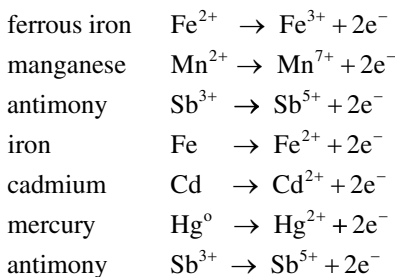 ferrous iron Fe²⁺ → Fe³⁺ + 2e⁻
manganese Mn²⁺ → Mn⁷⁺ + 2e⁻
antimony Sb³⁺ → Sb⁵⁺ + 2e⁻
iron Fe → Fe²⁺ + 2e⁻
cadmium Cd → Cd²⁺ + 2e⁻
mercury Hg° → Hg²⁺ + 2e⁻
antimony Sb³⁺ → Sb⁵⁺ + 2e⁻